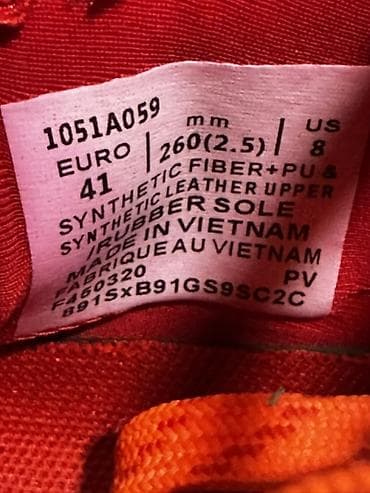 1051A059
EURO 41 | mm 260(2.5) | US 8
SYNTHETIC FIBER+PU &
SYNTHETIC LEATHER UPPER
/RUBBER SOLE
MADE IN VIETNAM
FABRIQUE AU VIETNAM
F450320 PV
B91SxB91GS9SC2C